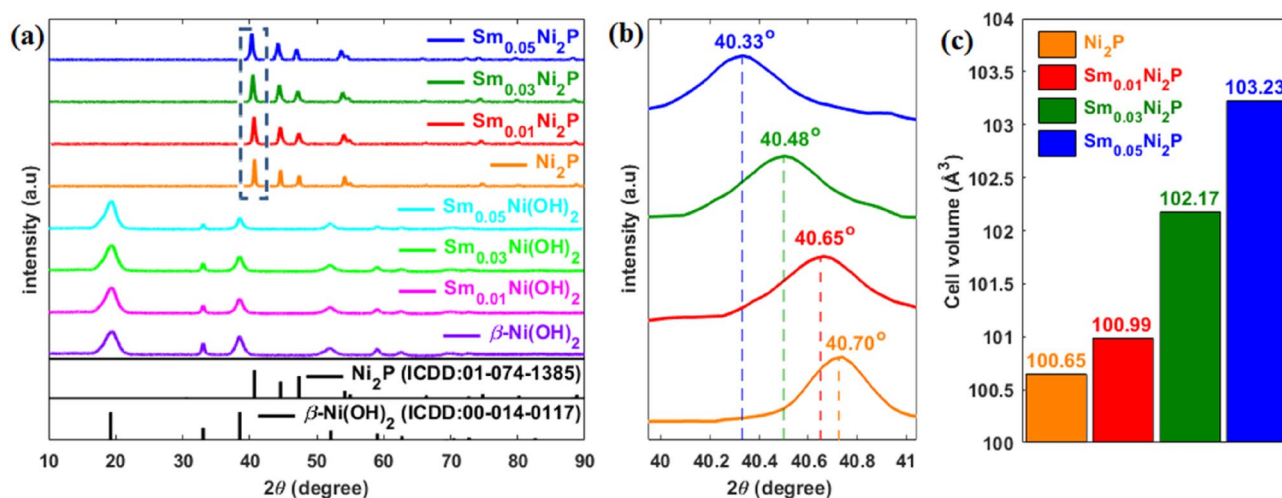 (a)
Sm0.05Ni2P
Sm0.03Ni2P
Sm0.01Ni2P
Ni2P
Sm0.05Ni(OH)2
Sm0.03Ni(OH)2
Sm0.01Ni(OH)2
β-Ni(OH)2
Ni2P (ICDD:01-074-1385)
β-Ni(OH)2 (ICDD:00-014-0117)
intensity (a.u)
10 20 30 40 50 60 70 80 90
2θ (degree)
(b)
40.33o
40.48o
40.65o
40.70o
intensity (a.u)
40 40.2 40.4 40.6 40.8 41
2θ (degree)
(c)
Ni2P
Sm0.01Ni2P
Sm0.03Ni2P
Sm0.05Ni2P
Cell volume (Å3)
104
103.5
103
102.5
102
101.5
101
100.5
100
100.65
100.99
102.17
103.23